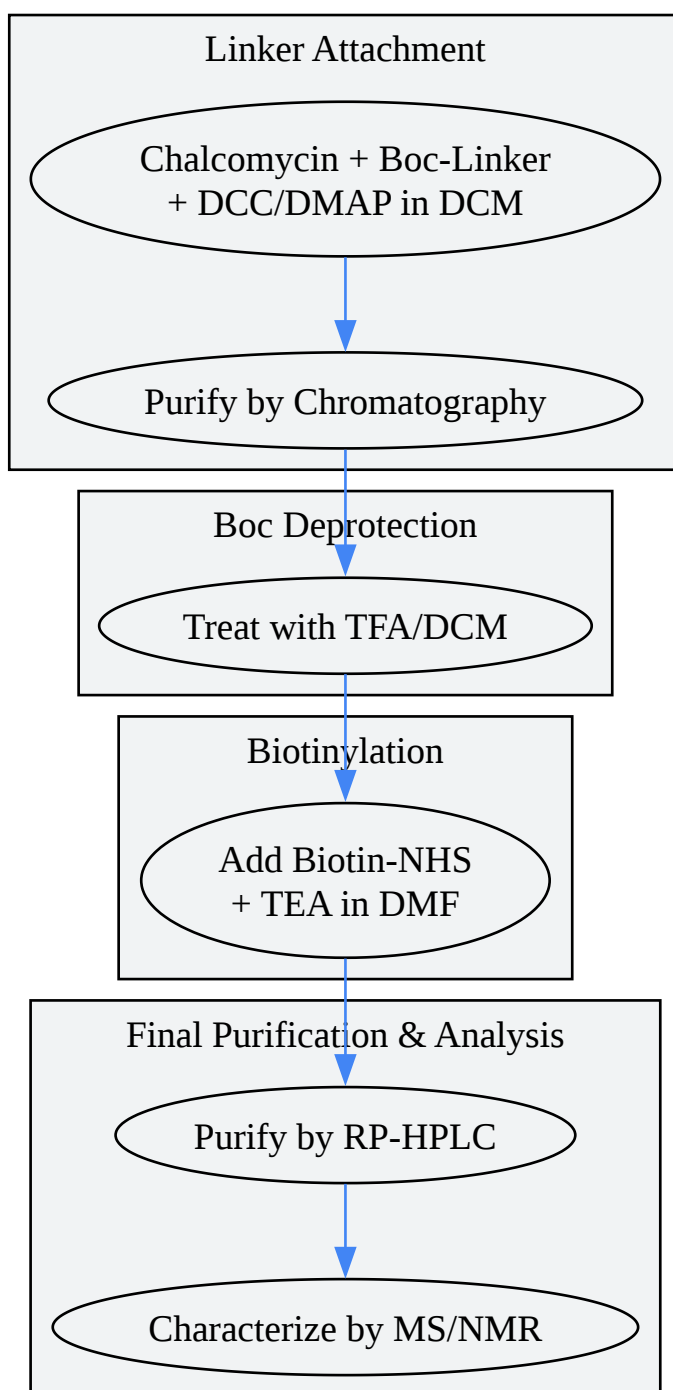 Linker Attachment
Chalcomycin + Boc-Linker
+ DCC/DMAP in DCM
Purify by Chromatography
Boc Deprotection
Treat with TFA/DCM
Biotinylation
Add Biotin-NHS
+ TEA in DMF
Final Purification & Analysis
Purify by RP-HPLC
Characterize by MS/NMR